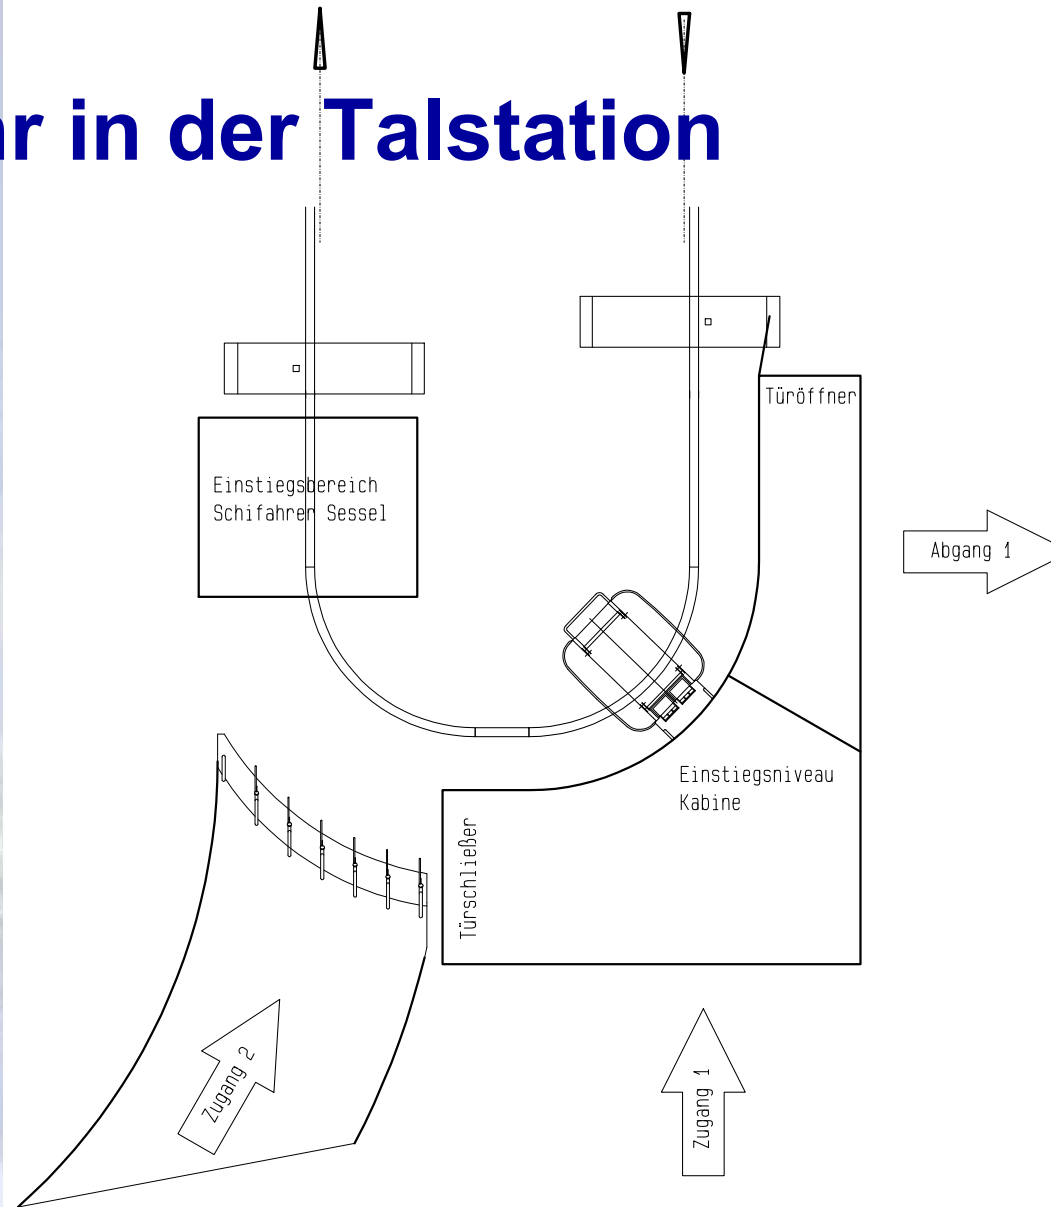 in der Talstation
Türöffner
Einstiegsbereich
Schifahrer Sessel
Abgang 1
Einstiegsniveau
Kabine
Türschließer
Zugang 2
Zugang 1